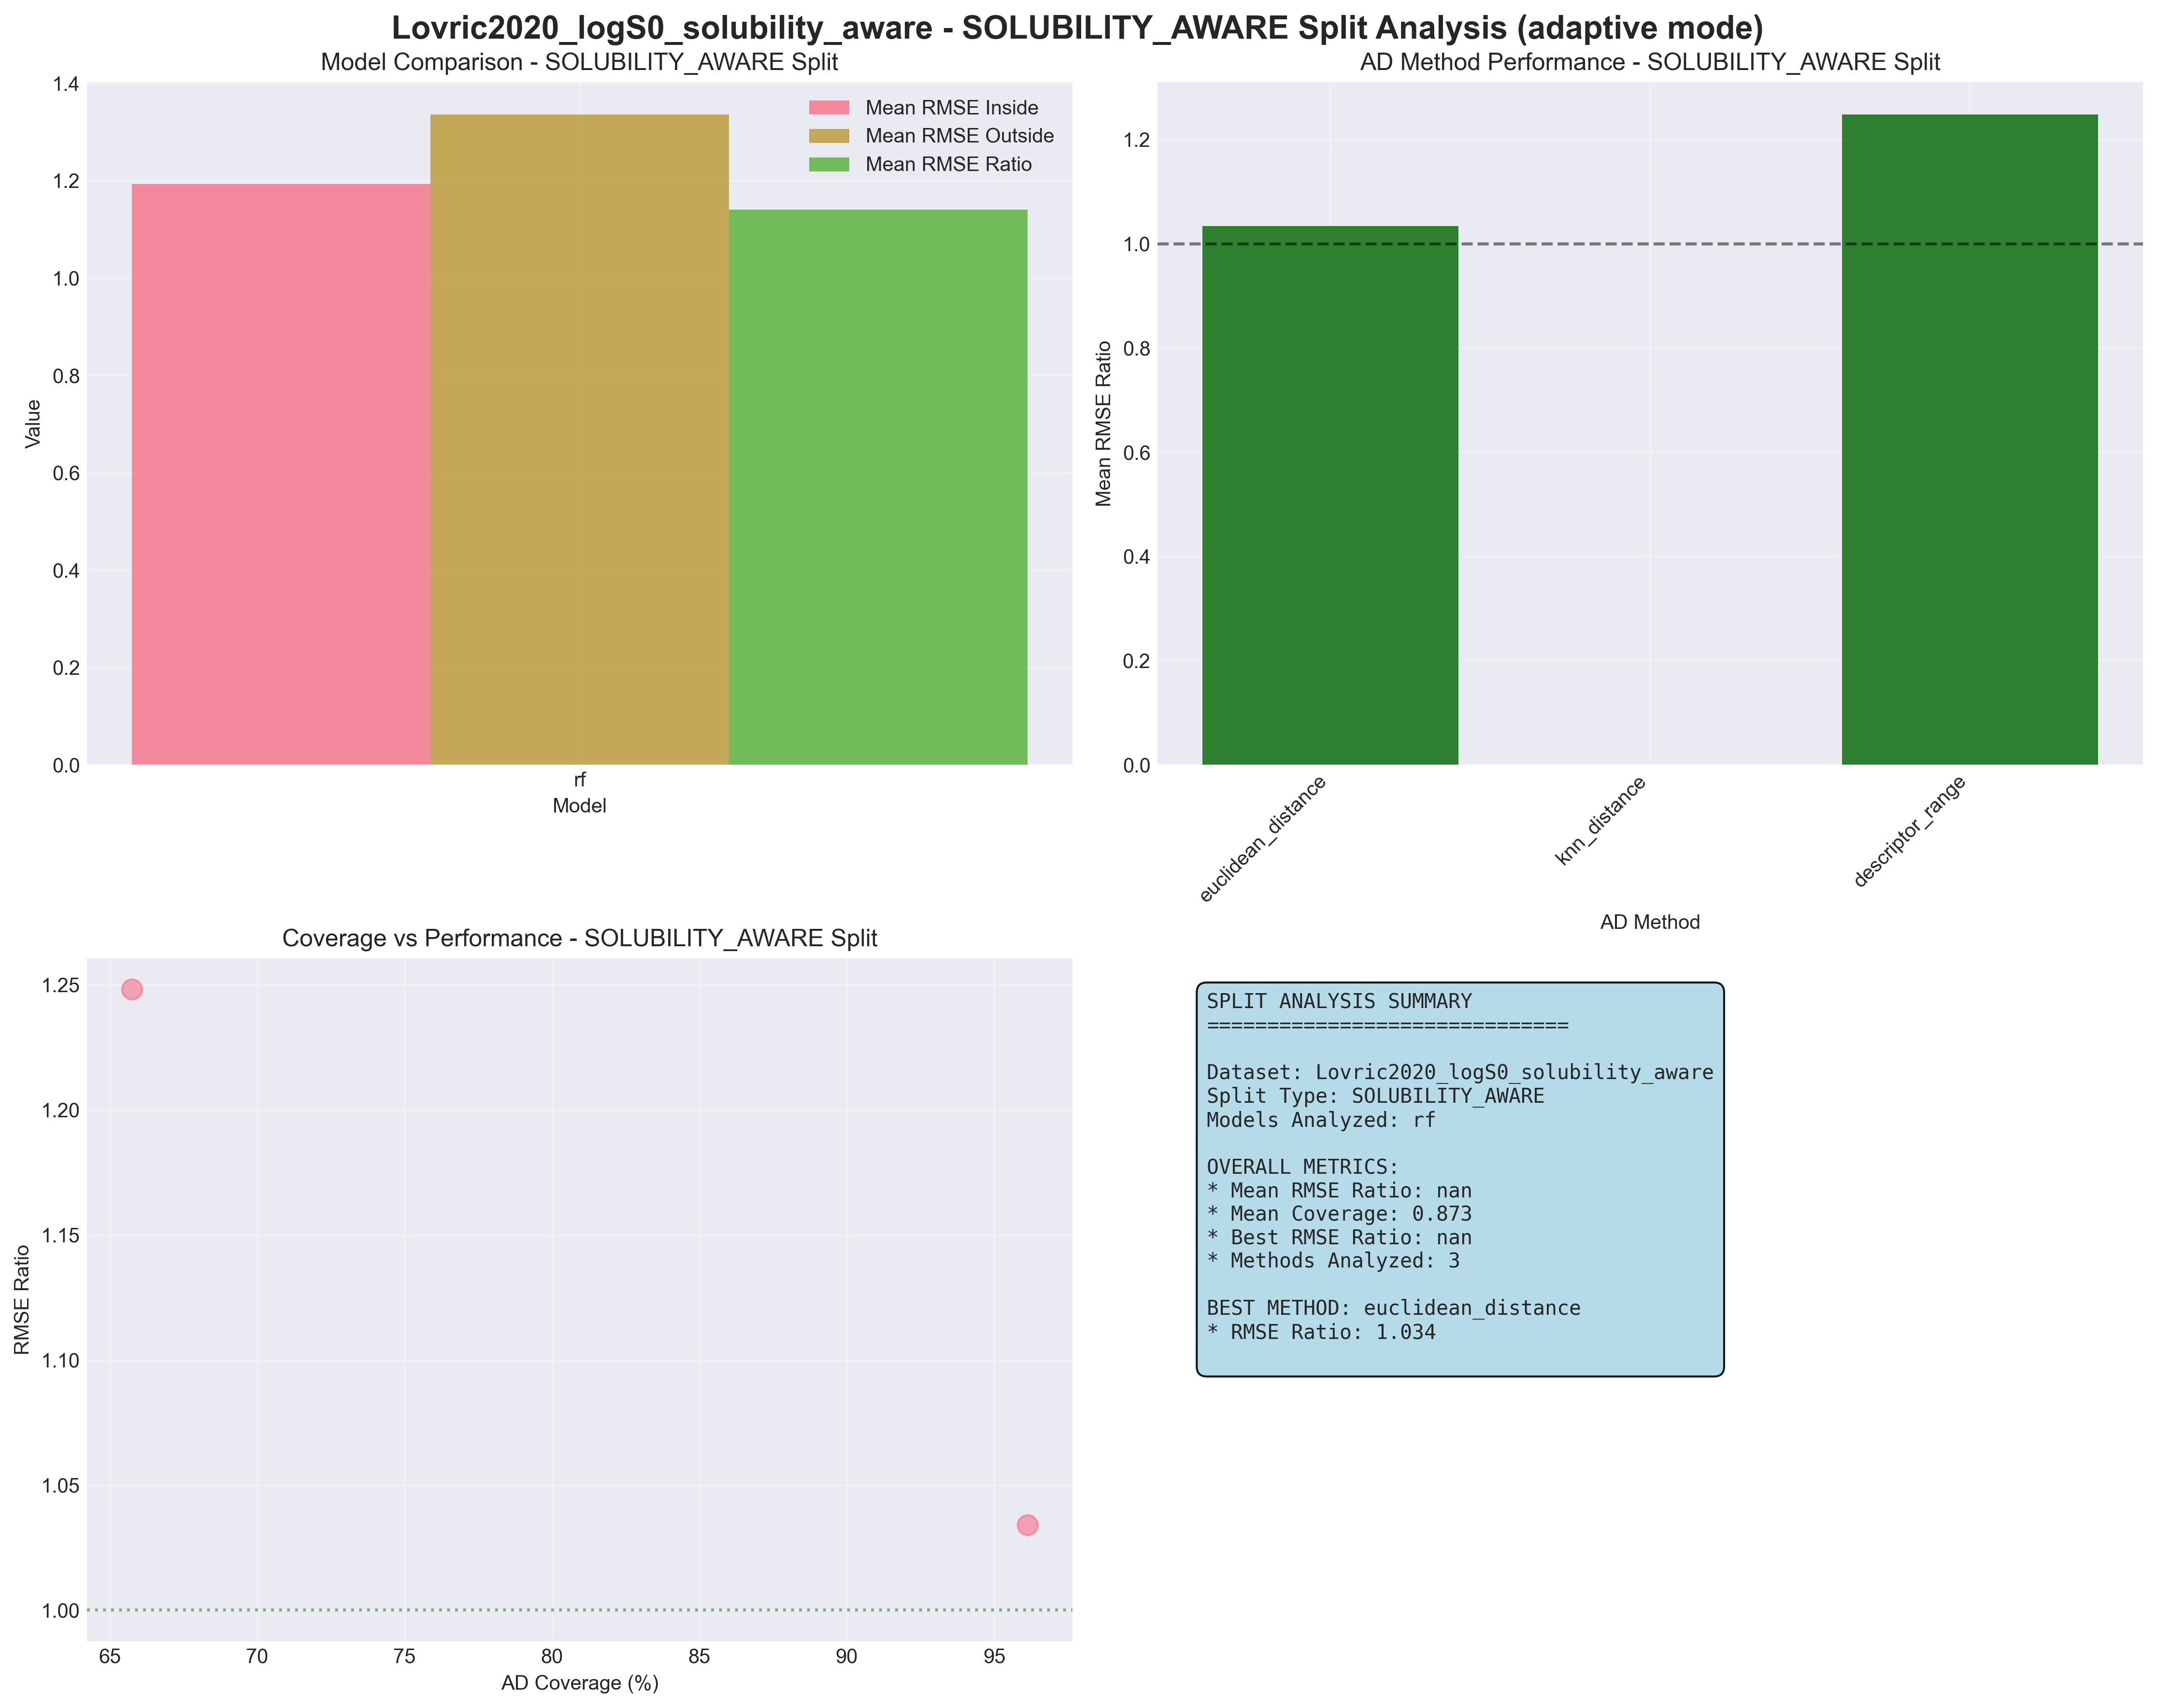 Lovric2020_logS0_solubility_aware - SOLUBILITY_AWARE Split Analysis (adaptive mode)
Model Comparison - SOLUBILITY_AWARE Split
1.4
1.2
1.0
0.8
0.6
0.4
0.2
0.0
Value
Mean RMSE Inside
Mean RMSE Outside
Mean RMSE Ratio
rf
Model
AD Method Performance - SOLUBILITY_AWARE Split
1.2
1.0
0.8
0.6
0.4
0.2
0.0
Mean RMSE Ratio
euclidean_distance
knn_distance
descriptor_range
AD Method
Coverage vs Performance - SOLUBILITY_AWARE Split
1.25
1.20
1.15
1.10
1.05
1.00
RMSE Ratio
65
70
75
80
85
90
95
AD Coverage (%)
SPLIT ANALYSIS SUMMARY
==============================
Dataset: Lovric2020_logS0_solubility_aware
Split Type: SOLUBILITY_AWARE
Models Analyzed: rf
OVERALL METRICS:
* Mean RMSE Ratio: nan
* Mean Coverage: 0.873
* Best RMSE Ratio: nan
* Methods Analyzed: 3
BEST METHOD: euclidean_distance
* RMSE Ratio: 1.034